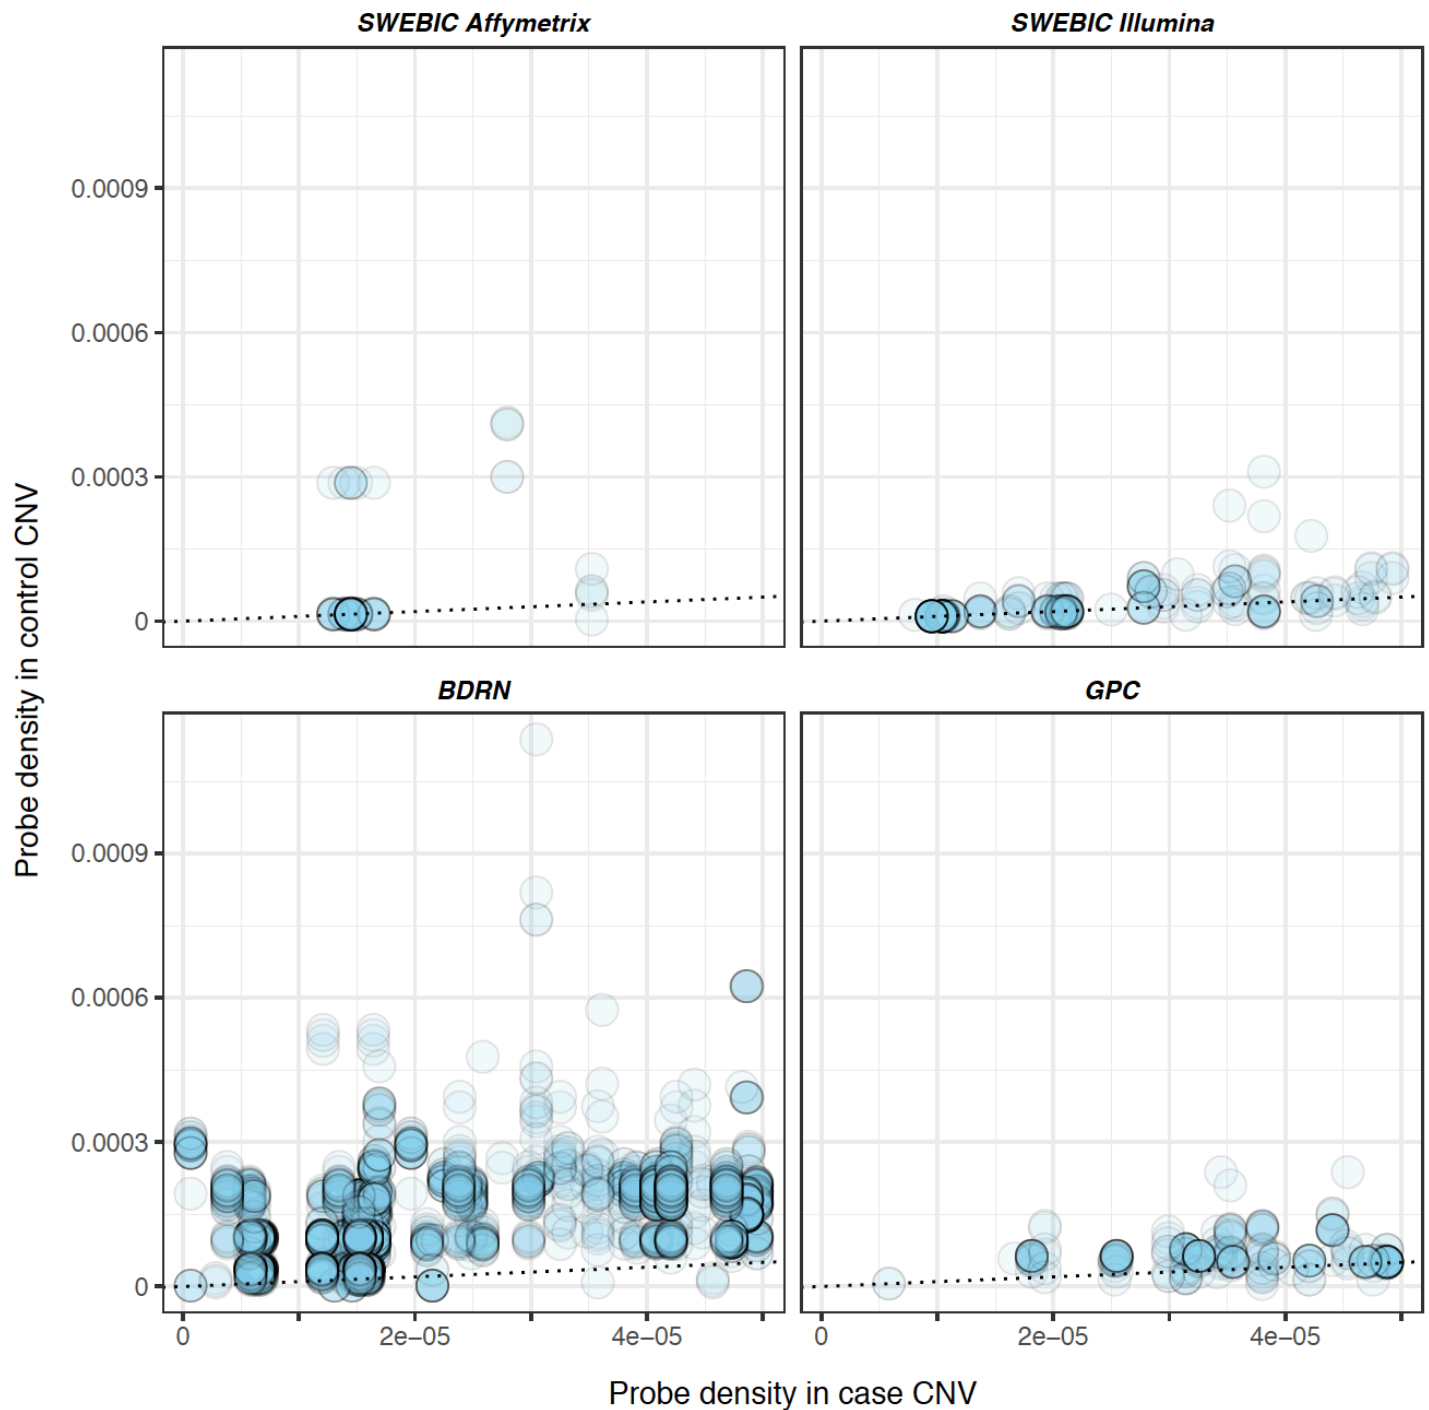 SWEBIC Affymetrix
SWEBIC Illumina
0.0009
0.0006
0.0003
0
Probe density in control CNV
BDRN
GPC
0.0009
0.0006
0.0003
0
0
2e−05
4e−05
0
2e−05
4e−05
Probe density in case CNV